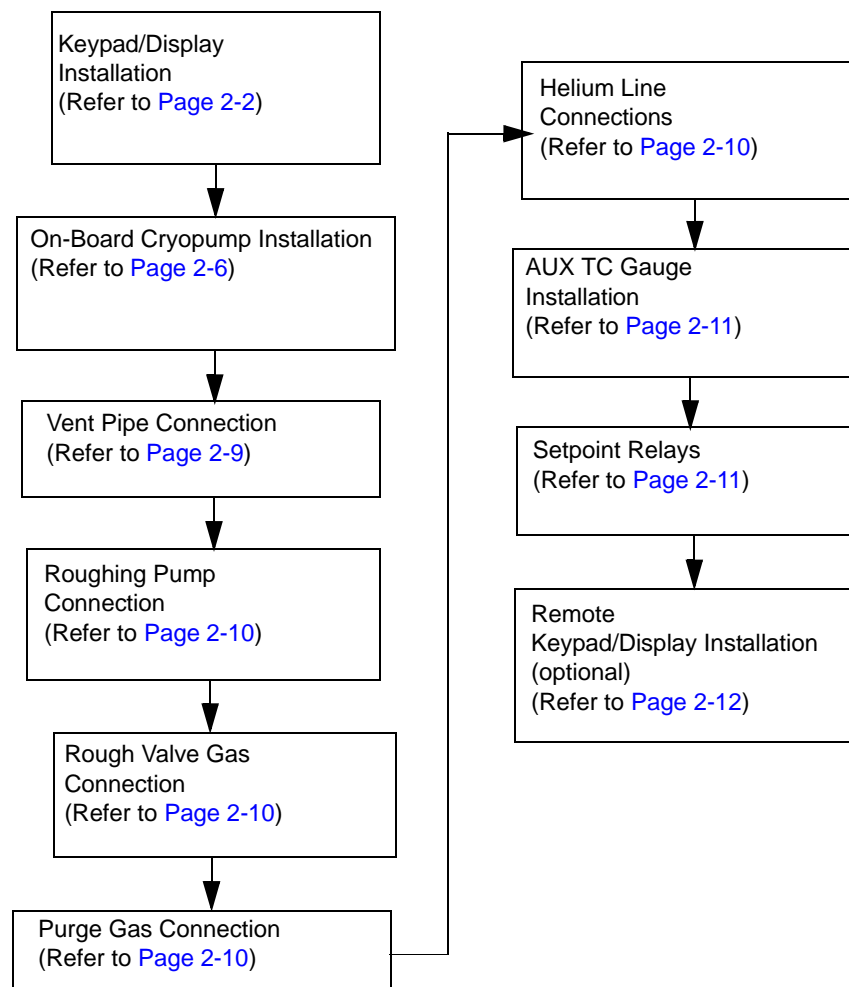 Keypad/Display
Installation
(Refer to Page 2-2)
On-Board Cryopump Installation
(Refer to Page 2-6)
Vent Pipe Connection
(Refer to Page 2-9)
Roughing Pump
Connection
(Refer to Page 2-10)
Rough Valve Gas
Connection
(Refer to Page 2-10)
Purge Gas Connection
(Refer to Page 2-10)
Helium Line
Connections
(Refer to Page 2-10)
AUX TC Gauge
Installation
(Refer to Page 2-11)
Setpoint Relays
(Refer to Page 2-11)
Remote
Keypad/Display Installation
(optional)
(Refer to Page 2-12)